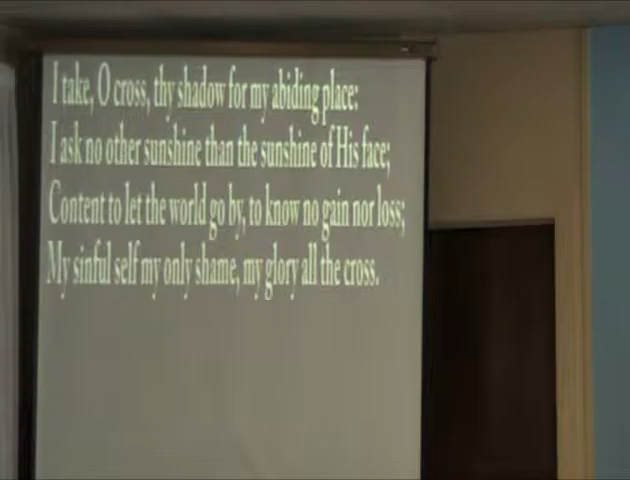 I take, O cross, thy shadow for my abiding place:
I ask no other sunshine than the sunshine of His face;
Content to let the world go by, to know no gain nor loss;
My sinful self my only shame, my glory all the cross.